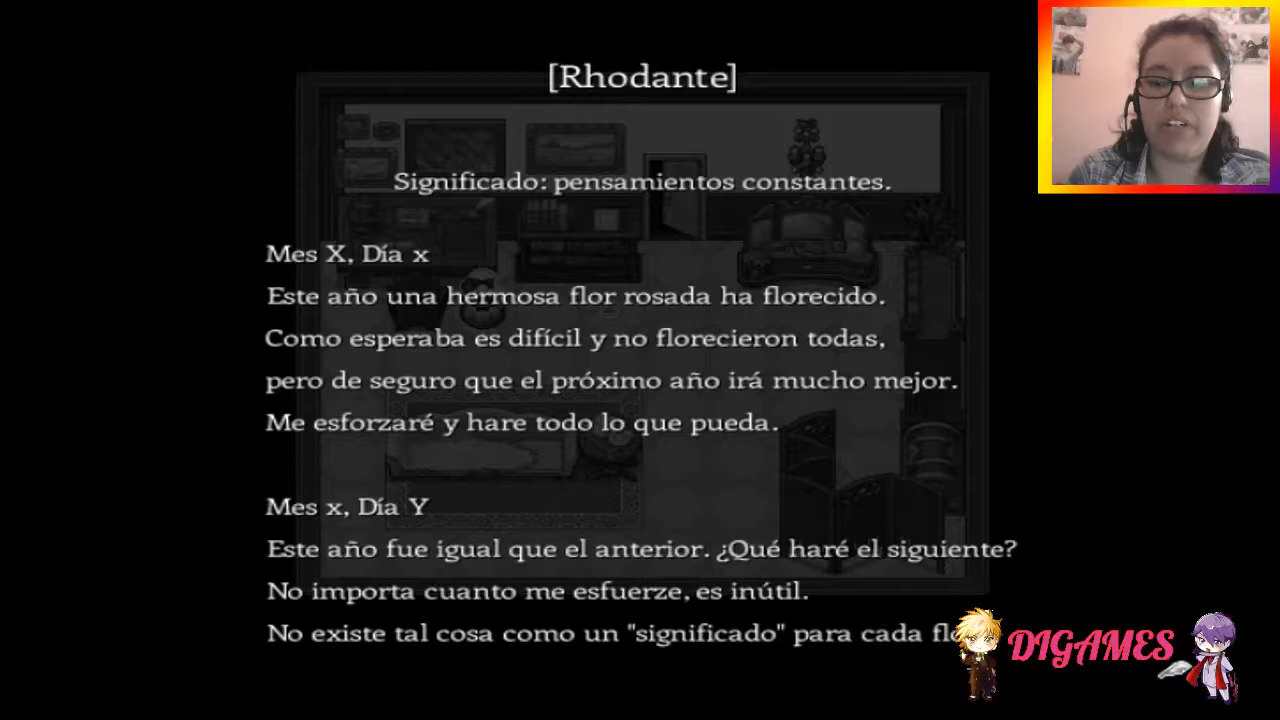 [Rhodante]
Significado: pensamientos constantes.
Mes X, Día x
Este año una hermosa flor rosada ha florecido.
Como esperaba es difícil y no florecieron todas,
pero de seguro que el próximo año irá mucho mejor.
Me esforzaré y hare todo lo que pueda.
Mes x, Día Y
Este año fue igual que el anterior. ¿Qué haré el siguiente?
No importa cuanto me esfuerze, es inútil.
No existe tal cosa como un "significado" para cada
DIGAMES